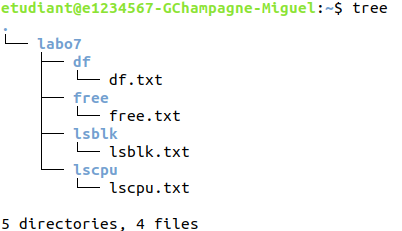 etudiant@e1234567-GChampagne-Miguel:~$ tree
.
└── labo7
    ├── df
    │   └── df.txt
    ├── free
    │   └── free.txt
    ├── lsblk
    │   └── lsblk.txt
    └── lscpu
        └── lscpu.txt
5 directories, 4 files